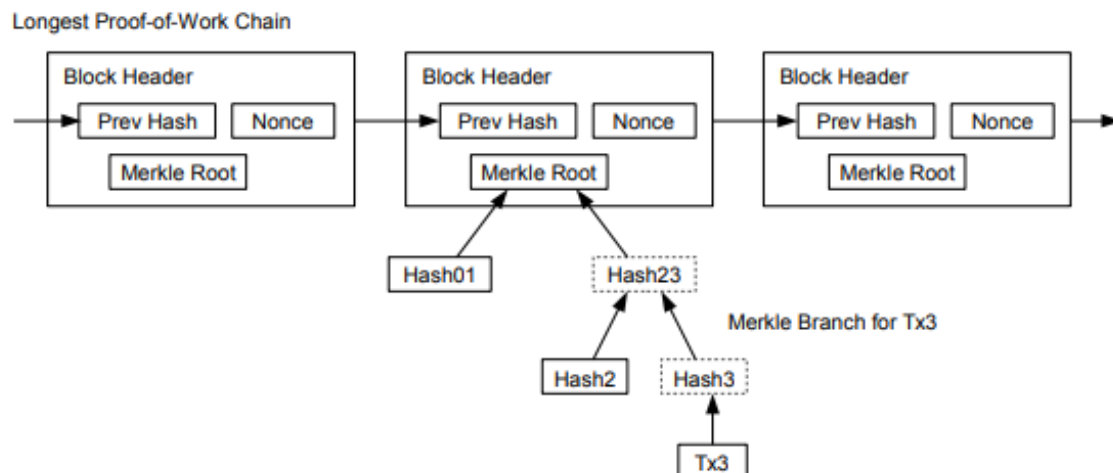 Longest Proof-of-Work Chain
Block Header
Block Header
Block Header
Prev Hash
Nonce
Prev Hash
Nonce
Prev Hash
Nonce
Merkle Root
Merkle Root
Merkle Root
Hash01
Hash23
Merkle Branch for Tx3
Hash2
Hash3
Tx3